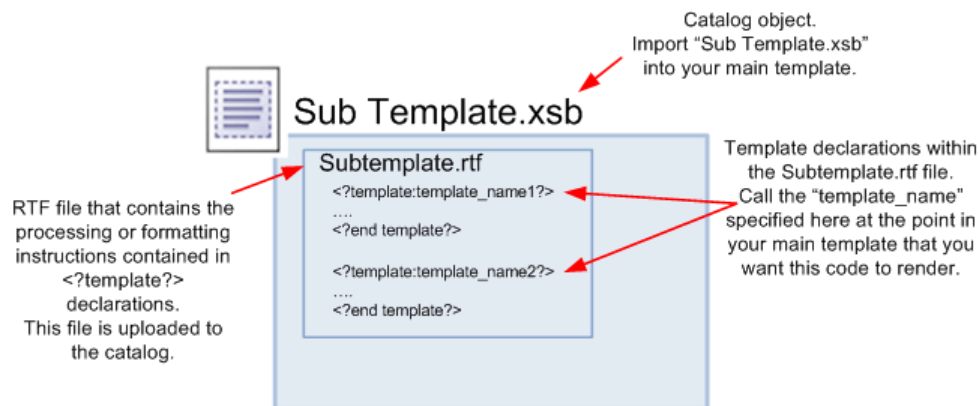 Catalog object.
Import “Sub Template.xsb”
into your main template.
Sub Template.xsb
Subtemplate.rtf
<?template:template_name1?>
....
<?end template?>
<?template:template_name2?>
....
<?end template?>
RTF file that contains the
processing or formatting
instructions contained in
<?template?>
declarations.
This file is uploaded to
the catalog.
Template declarations within
the Subtemplate.rtf file.
Call the “template_name”
specified here at the point in
your main template that you
want this code to render.